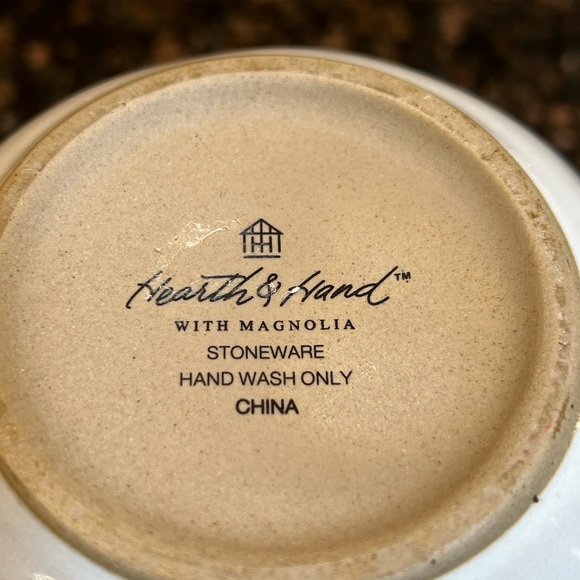 Hearth & Hand™
WITH MAGNOLIA
STONEWARE
HAND WASH ONLY
CHINA